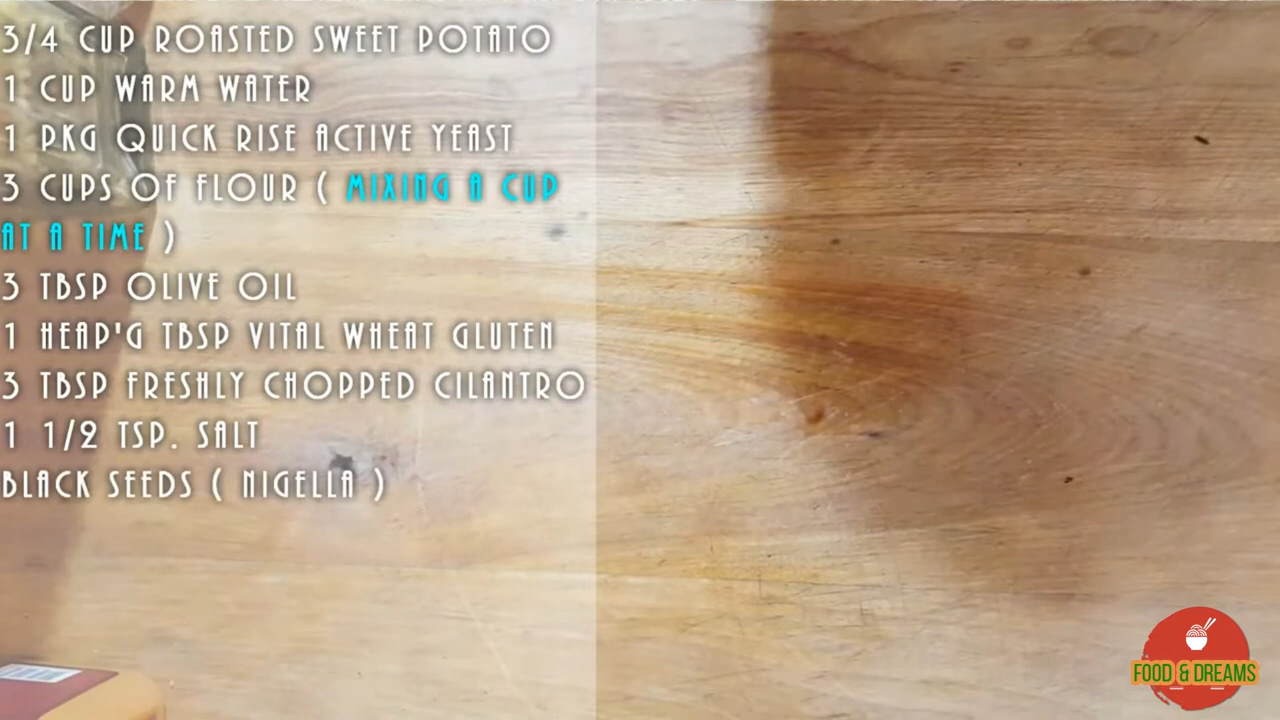 3/4 CUP ROASTED SWEET POTATO
1 CUP WARM WATER
1 PKG QUICK RISE ACTIVE YEAST
3 CUPS OF FLOUR ( MIXING A CUP
AT A TIME )
3 TBSP OLIVE OIL
1 HEAP'G TBSP VITAL WHEAT GLUTEN
3 TBSP FRESHLY CHOPPED CILANTRO
1 1/2 TSP. SALT
BLACK SEEDS ( NIGELLA )
FOOD & DREAMS